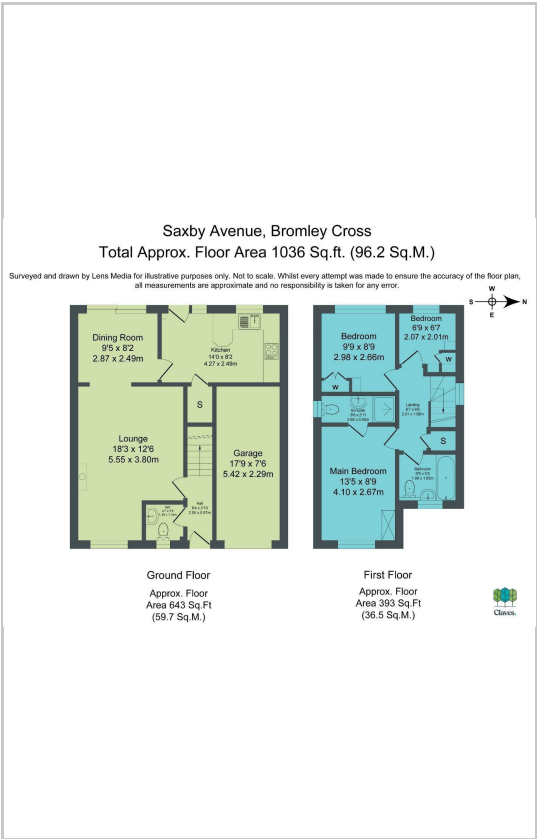 Saxby Avenue, Bromley Cross
Total Approx. Floor Area 1036 Sq.ft. (96.2 Sq.M.)
Surveyed and drawn by Lens Media for illustrative purposes only. Not to scale. Whilst every attempt was made to ensure the accuracy of the floor plan,
all measurements are approximate and no responsibility is taken for any error.
W
S
N
E
Dining Room
9'5 x 8'2
2.87 x 2.49m
Kitchen
14'0 x 8'2
4.27 x 2.49m
S
Lounge
18'3 x 12'6
5.55 x 3.80m
Garage
17'9 x 7'6
5.42 x 2.29m
Hall
WC
Bedroom
9'9 x 8'9
2.98 x 2.66m
W
Bedroom
6'9 x 6'7
2.07 x 2.01m
W
Landing
S
Main Bedroom
13'5 x 8'9
4.10 x 2.67m
Bathroom
Ground Floor
Approx. Floor
Area 643 Sq.Ft
(59.7 Sq.M.)
First Floor
Approx. Floor
Area 393 Sq.Ft
(36.5 Sq.M.)
Claves.